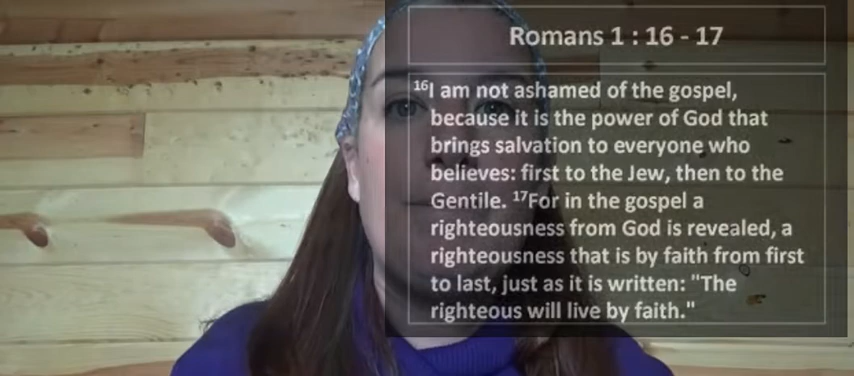 Romans 1 : 16 - 17
¹⁶I am not ashamed of the gospel,
because it is the power of God that
brings salvation to everyone who
believes: first to the Jew, then to the
Gentile. ¹⁷For in the gospel a
righteousness from God is revealed, a
righteousness that is by faith from first
to last, just as it is written: "The
righteous will live by faith."